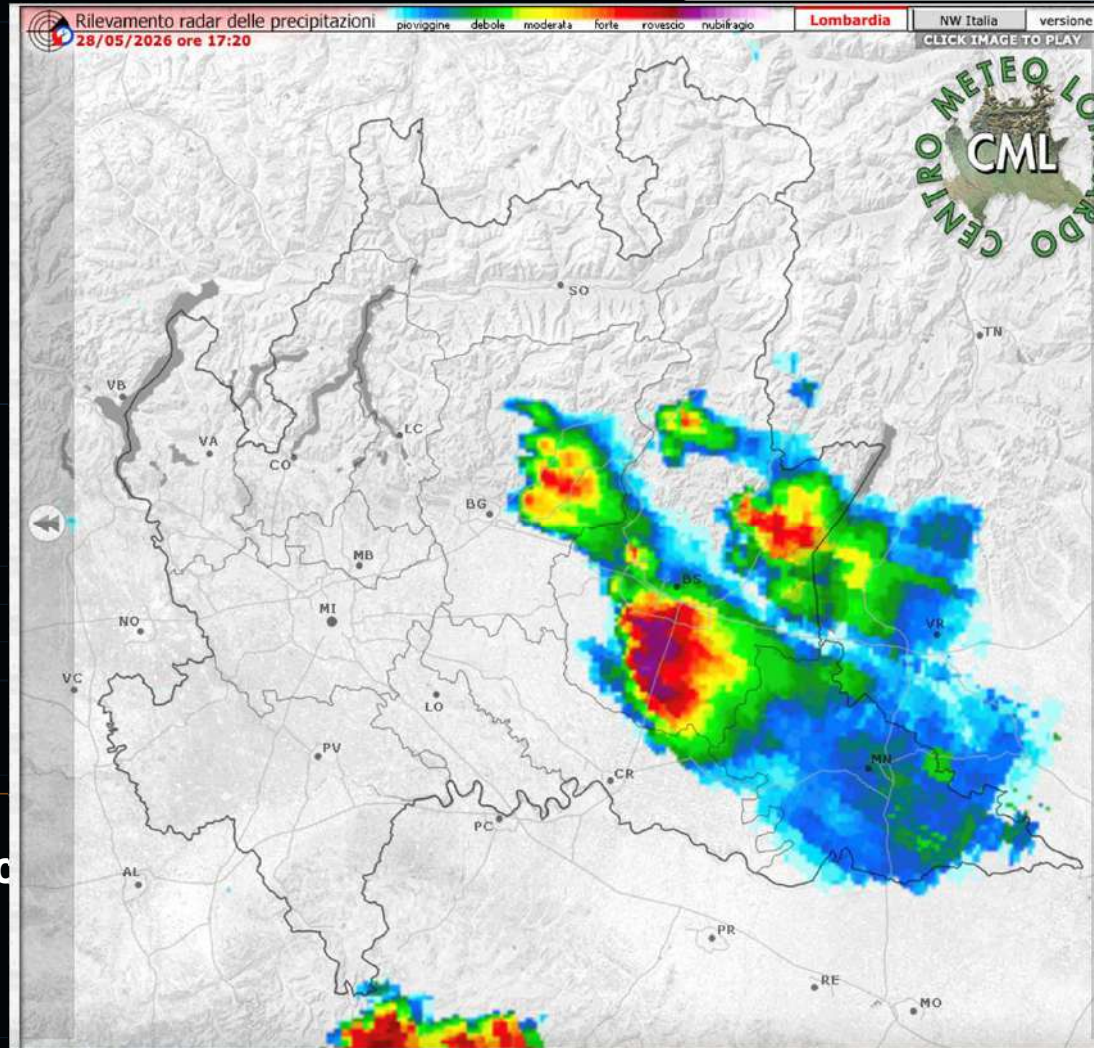 Rilevamento radar delle precipitazioni
pioviggine debole moderata forte rovescio nubifragio
Lombardia
NW Italia
versione
28/05/2026 ore 17:20
CLICK IMAGE TO PLAY
CENTRO METEO LO
RDO
CML
SO
TN
VB
VA
CO
LC
BG
MB
BS
MI
NO
VR
VC
LO
PV
MN
CR
PC
AL
PR
RE
MO